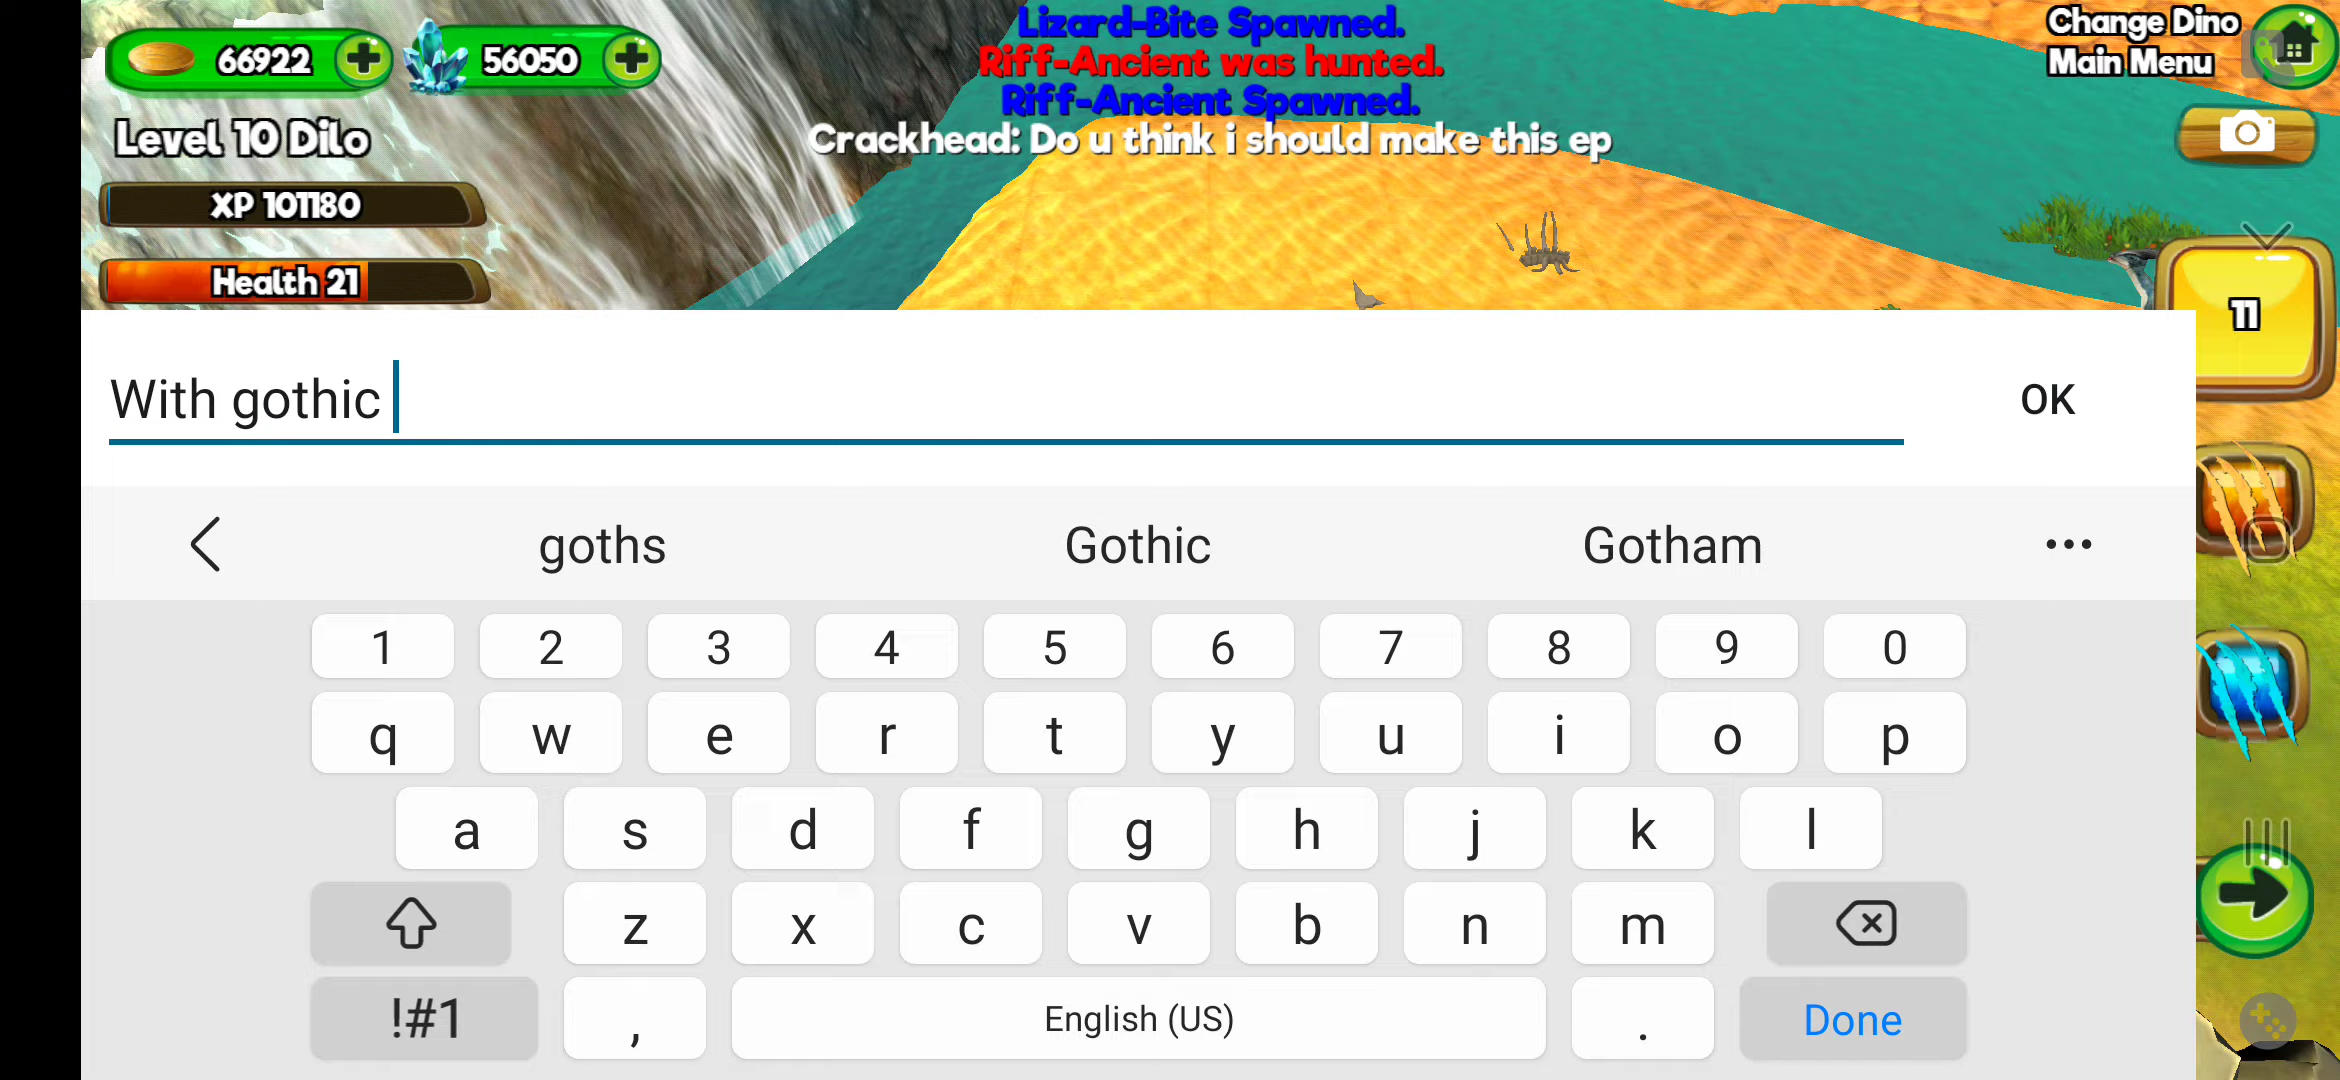 66922
56050
Lizard-Bite Spawned.
Riff-Ancient was hunted.
Riff-Ancient Spawned.
Crackhead: Do u think i should make this ep
Change Dino
Main Menu
Level 10 Dilo
XP 101180
Health 21
11
With gothic
OK
goths Gothic Gotham
1 2 3 4 5 6 7 8 9 0
q w e r t y u i o p
a s d f g h j k l
z x c v b n m
!#1 , English (US) . Done